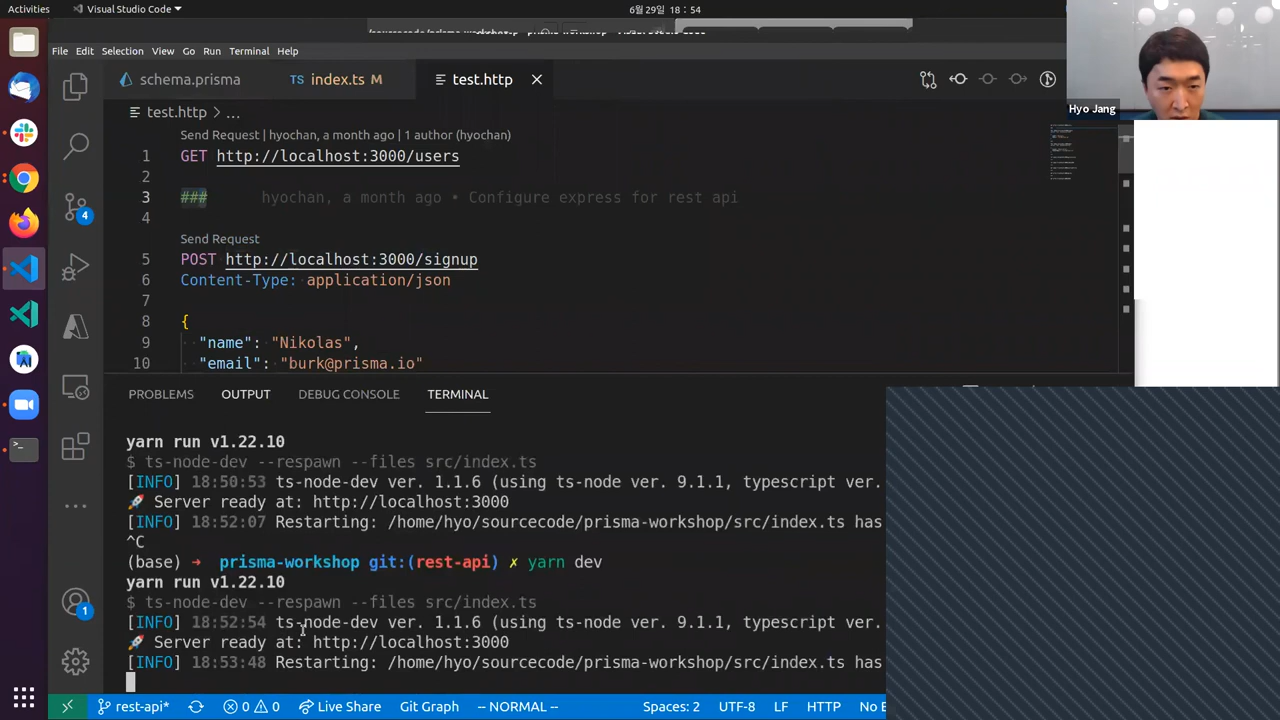 Activities
Visual Studio Code
6월29일 18 : 54
File Edit Selection View Go Run Terminal Help
schema.prisma
TS index.ts M
test.http
test.http > ...
Send Request | hyochan, a month ago | 1 author (hyochan)
1 GET http://localhost:3000/users
2
3 ### hyochan, a month ago • Configure express for rest api
4
Send Request
5 POST http://localhost:3000/signup
6 Content-Type: application/json
7
8 {
9 "name": "Nikolas",
10 "email": "burk@prisma.io"
Hyo Jang
4
1
PROBLEMS OUTPUT DEBUG CONSOLE TERMINAL
yarn run v1.22.10
$ ts-node-dev --respawn --files src/index.ts
[INFO] 18:50:53 ts-node-dev ver. 1.1.6 (using ts-node ver. 9.1.1, typescript ver.
🚀 Server ready at: http://localhost:3000
[INFO] 18:52:07 Restarting: /home/hyo/sourcecode/prisma-workshop/src/index.ts has
^C
(base) ➜ prisma-workshop git:(rest-api) ✗ yarn dev
yarn run v1.22.10
$ ts-node-dev --respawn --files src/index.ts
[INFO] 18:52:54 ts-node-dev ver. 1.1.6 (using ts-node ver. 9.1.1, typescript ver.
🚀 Server ready at: http://localhost:3000
[INFO] 18:53:48 Restarting: /home/hyo/sourcecode/prisma-workshop/src/index.ts has
rest-api* 0 0 Live Share Git Graph -- NORMAL -- Spaces: 2 UTF-8 LF HTTP